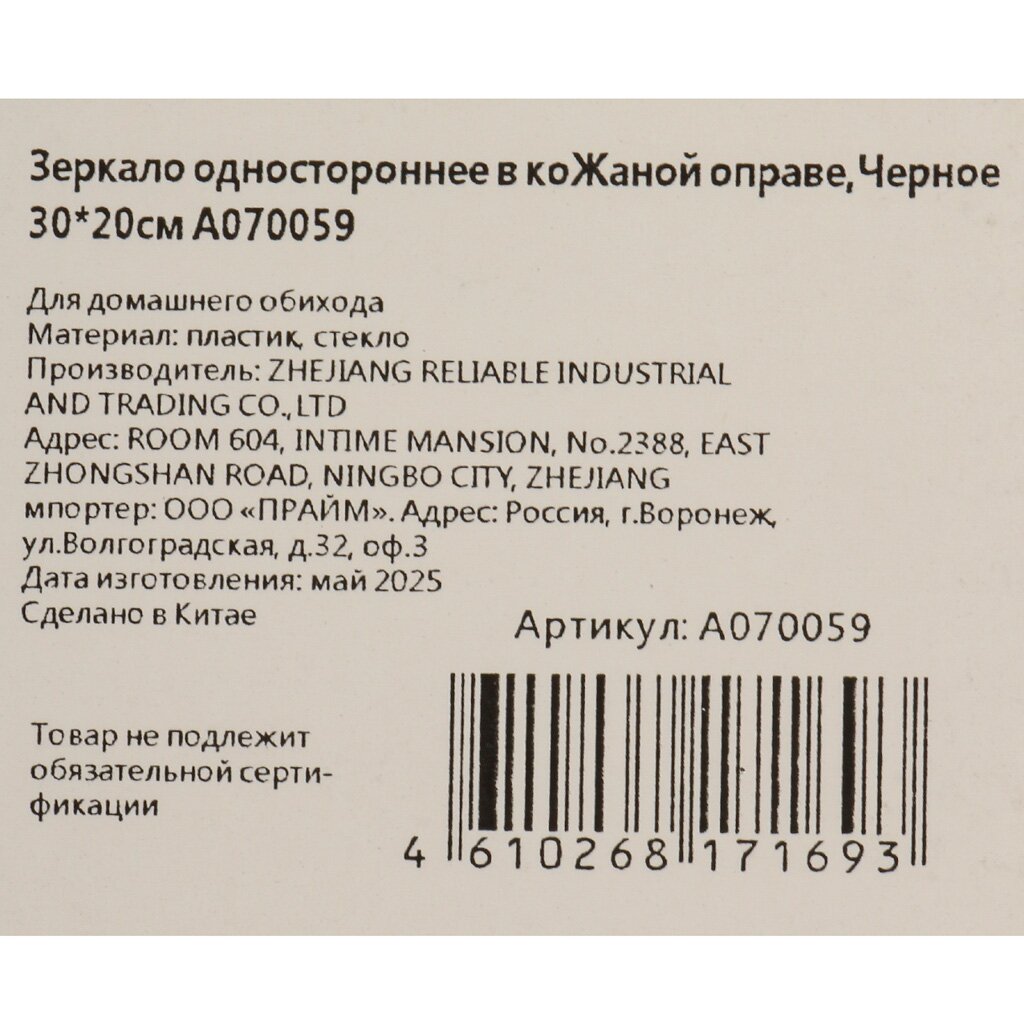 Зеркало одностороннее в коЖаной оправе,Черное
30*20см А070059
Для домашнего обихода
Материал: пластик, стекло
Производитель: ZHEJIANG RELIABLE INDUSTRIAL
AND TRADING CO.,LTD
Адрес: ROOM 604, INTIME MANSION, No.2388, EAST
ZHONGSHAN ROAD, NINGBO CITY, ZHEJIANG
мпортер: ООО «ПРАЙМ». Адрес: Россия, г.Воронеж,
ул.Волгоградская, д.32, оф.3
Дата изготовления: май 2025
Сделано в Китае
Артикул: А070059
Товар не подлежит
обязательной серти-
фикации
4 610268 171693